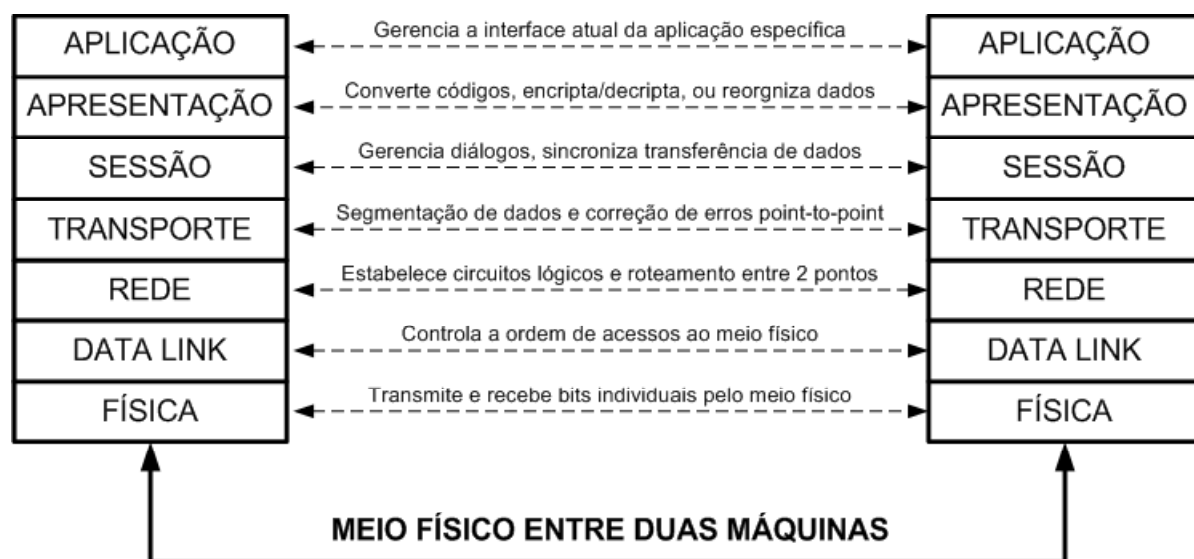 APLICAÇÃO Gerencia a interface atual da aplicação específica APLICAÇÃO
APRESENTAÇÃO Converte códigos, encripta/decripta, ou reorgniza dados APRESENTAÇÃO
SESSÃO Gerencia diálogos, sincroniza transferência de dados SESSÃO
TRANSPORTE Segmentação de dados e correção de erros point-to-point TRANSPORTE
REDE Estabelece circuitos lógicos e roteamento entre 2 pontos REDE
DATA LINK Controla a ordem de acessos ao meio físico DATA LINK
FÍSICA Transmite e recebe bits individuais pelo meio físico FÍSICA
MEIO FÍSICO ENTRE DUAS MÁQUINAS